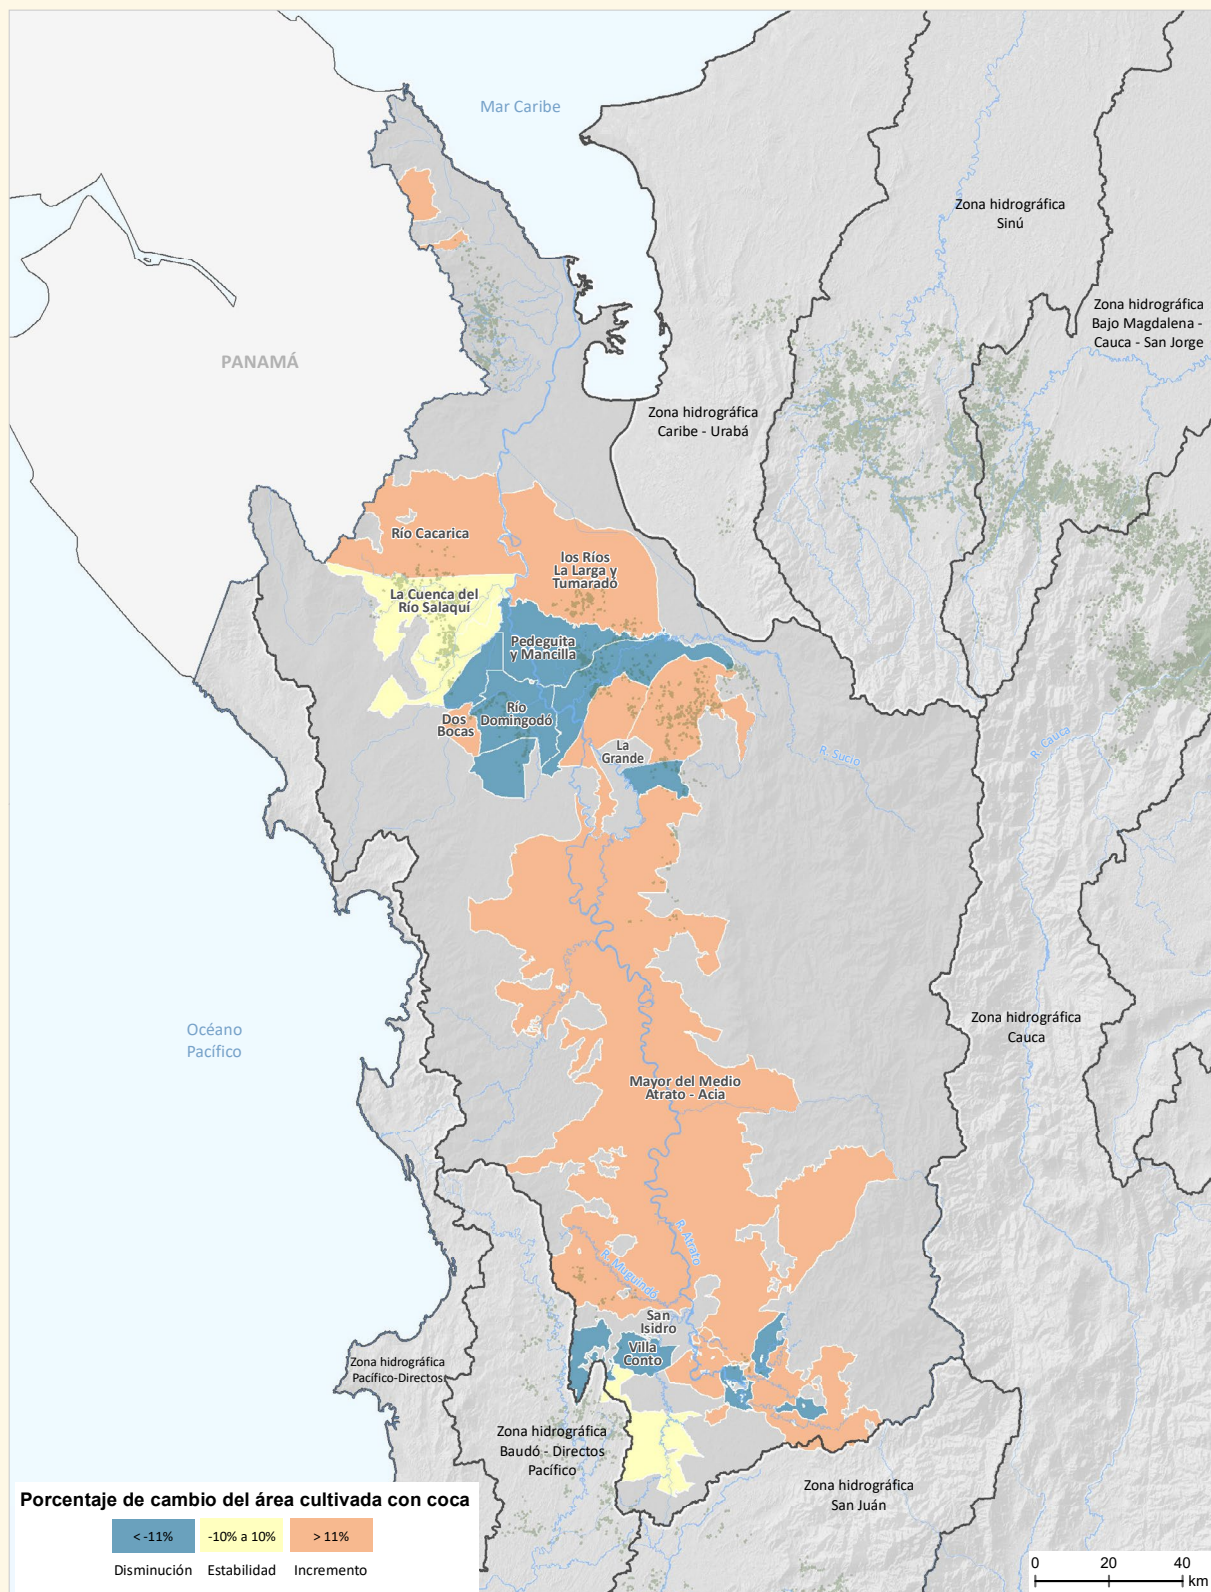 Mar Caribe
Zona hidrográfica
Sinú
Zona hidrográfica
Bajo Magdalena -
Cauca - San Jorge
PANAMÁ
Zona hidrográfica
Caribe - Urabá
Río Cacarica
los Ríos
La Larga y
Tumaradó
La Cuenca del
Río Salaquí
Pedeguita
y Mancilla
Río
Domingodó
Dos
Bocas
La
Grande
R. Sucio
R. Cauca
Zona hidrográfica
Cauca
Océano
Pacífico
Mayor del Medio
Atrato - Acia
R. Atrato
R. Muguindó
San
Isidro
Villa
Conto
Zona hidrográfica
Pacífico-Directos
Zona hidrográfica
Baudó - Directos
Pacífico
Zona hidrográfica
San Juán
Porcentaje de cambio del área cultivada con coca
< -11%
-10% a 10%
> 11%
Disminución
Estabilidad
Incremento
0 20 40
km